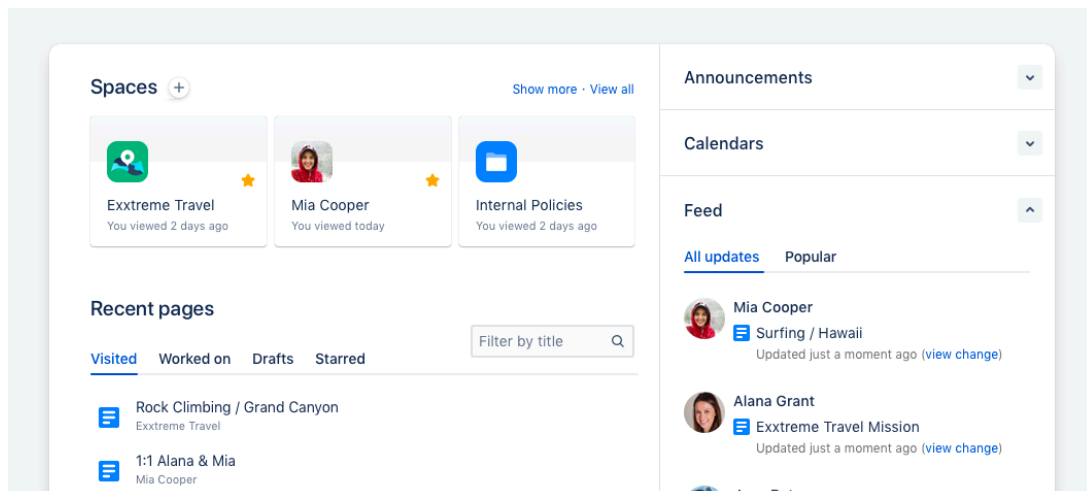 Spaces
Show more · View all
Exxtreme Travel
You viewed 2 days ago
Mia Cooper
You viewed today
Internal Policies
You viewed 2 days ago
Recent pages
Filter by title
Visited Worked on Drafts Starred
Rock Climbing / Grand Canyon
Exxtreme Travel
1:1 Alana & Mia
Mia Cooper
Announcements
Calendars
Feed
All updates Popular
Mia Cooper
Surfing / Hawaii
Updated just a moment ago (view change)
Alana Grant
Exxtreme Travel Mission
Updated just a moment ago (view change)